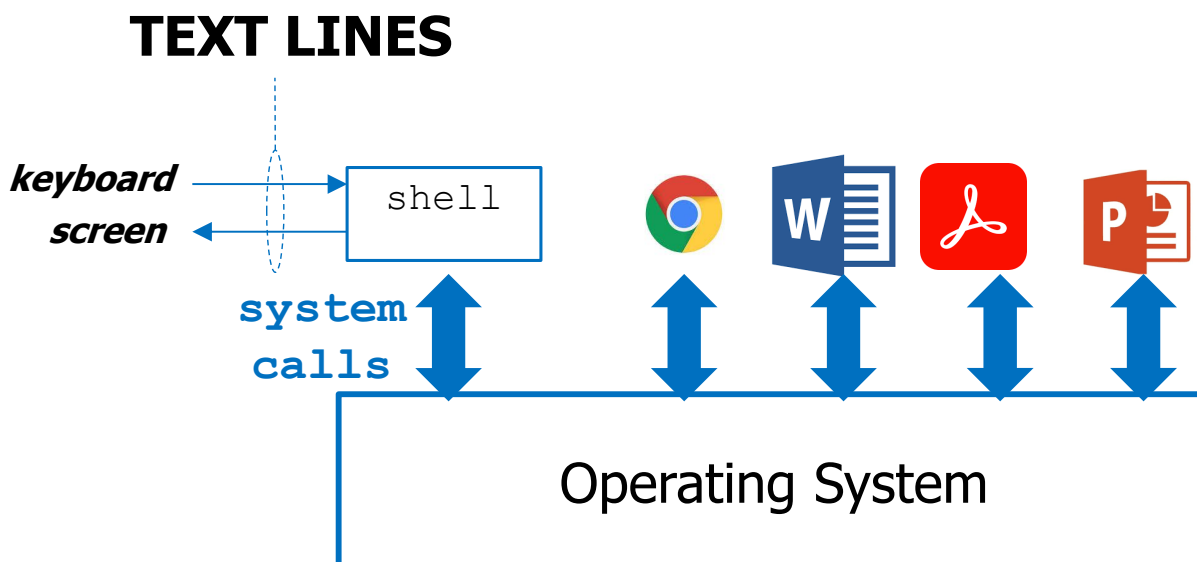 TEXT LINES
keyboard
screen
shell
W
P
system
calls
Operating System